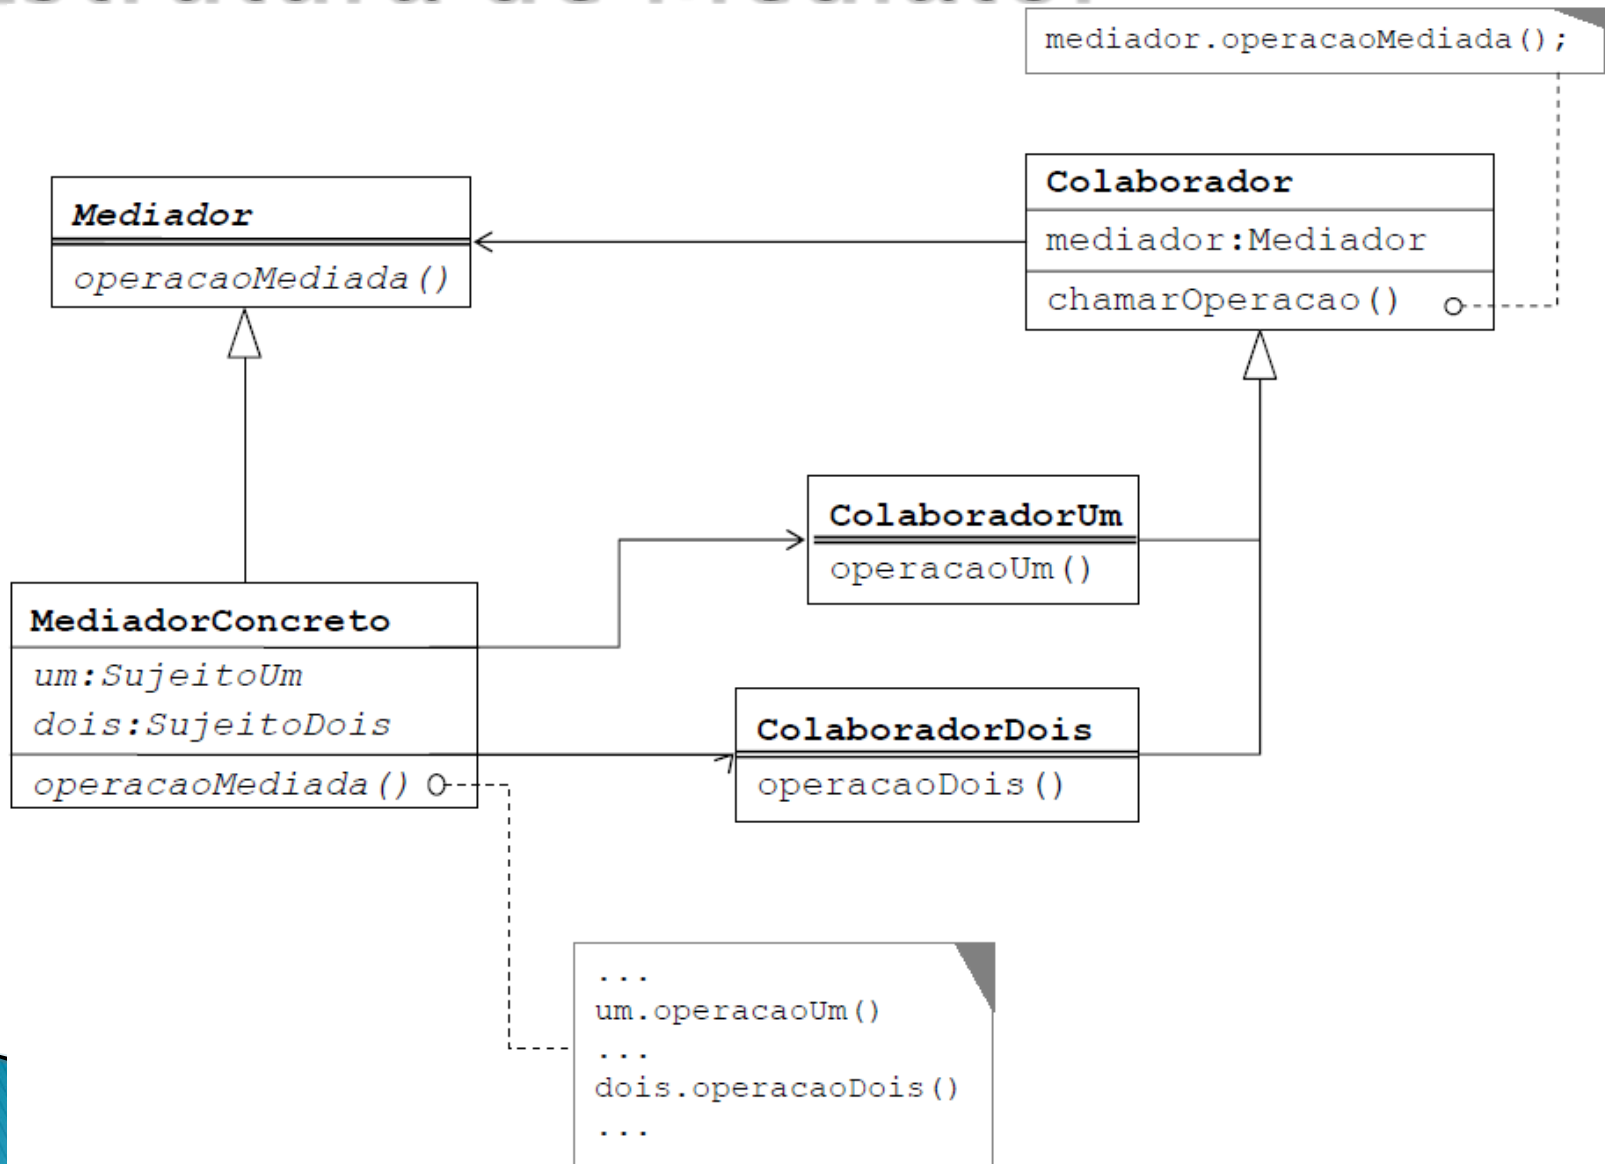 mediador.operacaoMediada();
Mediador
operacaoMediada()
Colaborador
mediador:Mediador
chamarOperacao()
ColaboradorUm
operacaoUm()
MediadorConcreto
um:SujeitoUm
dois:SujeitoDois
operacaoMediada()
ColaboradorDois
operacaoDois()
...
um.operacaoUm()
...
dois.operacaoDois()
...